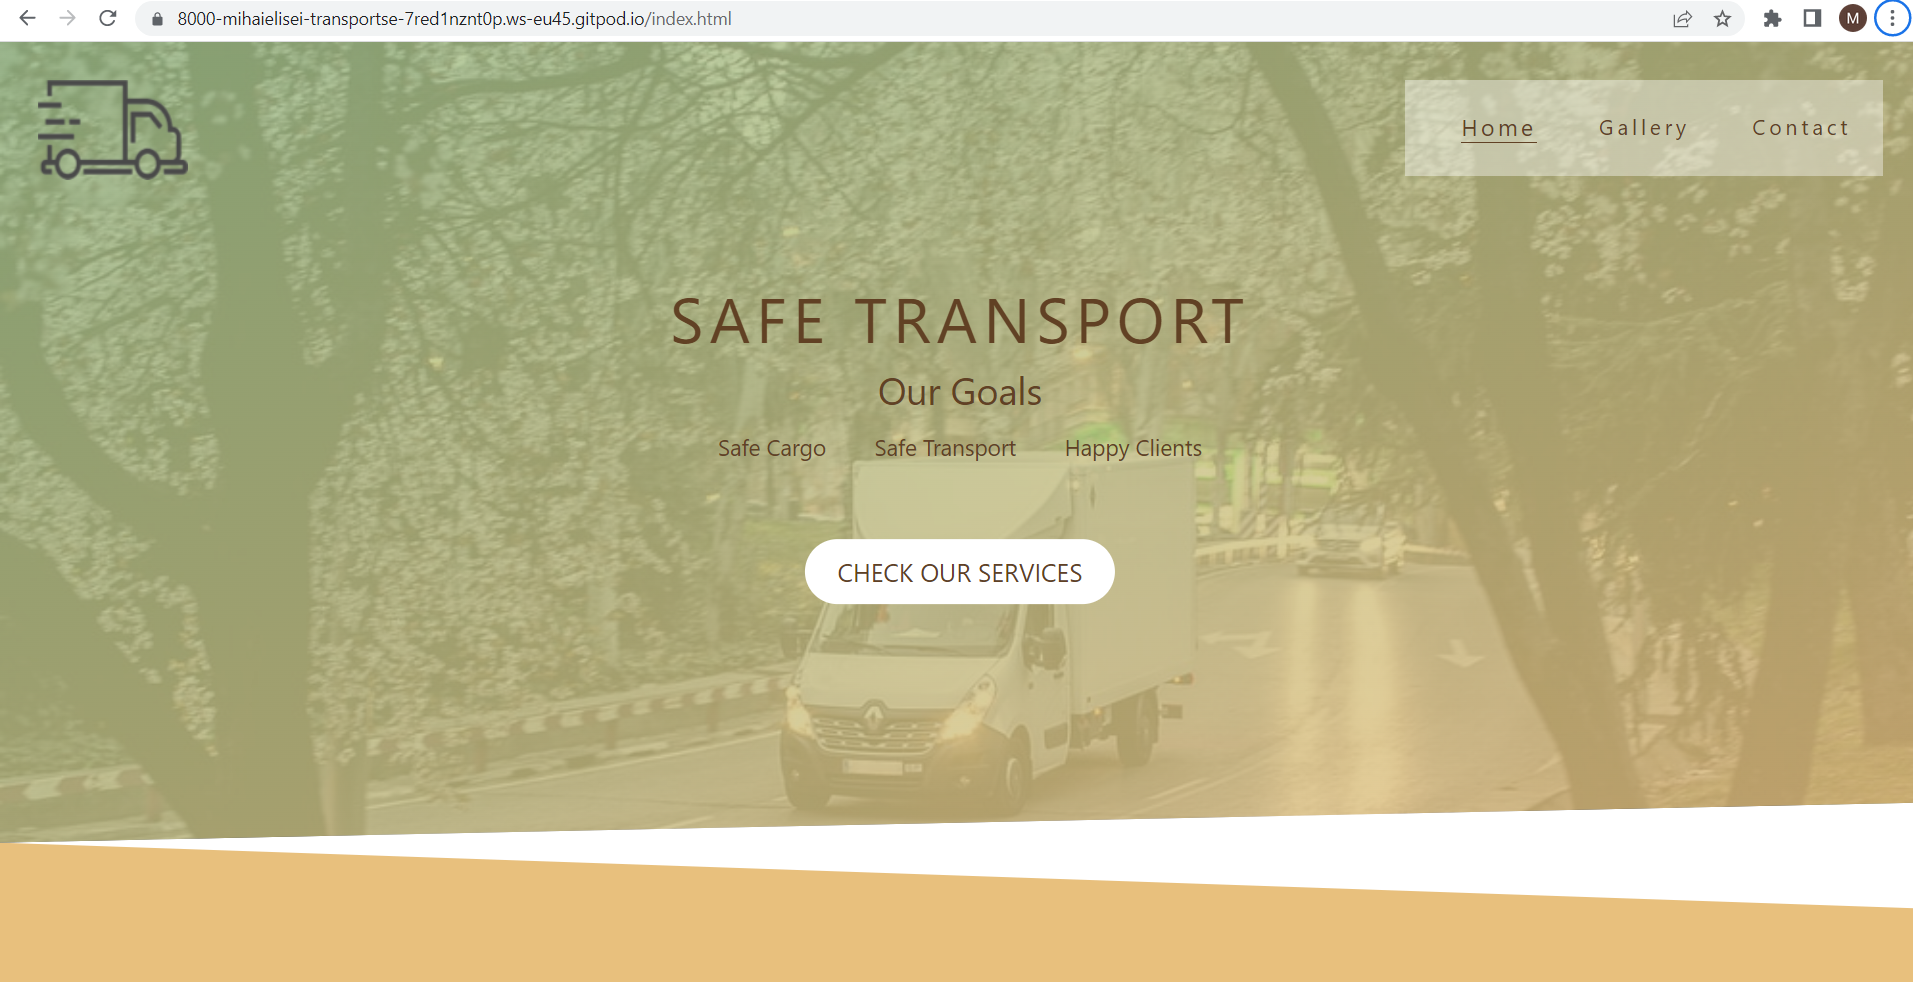 8000-mihaielisei-transportse-7red1nznt0p.ws-eu45.gitpod.io/index.html
M
Home Gallery Contact
SAFE TRANSPORT
Our Goals
Safe Cargo Safe Transport Happy Clients
CHECK OUR SERVICES